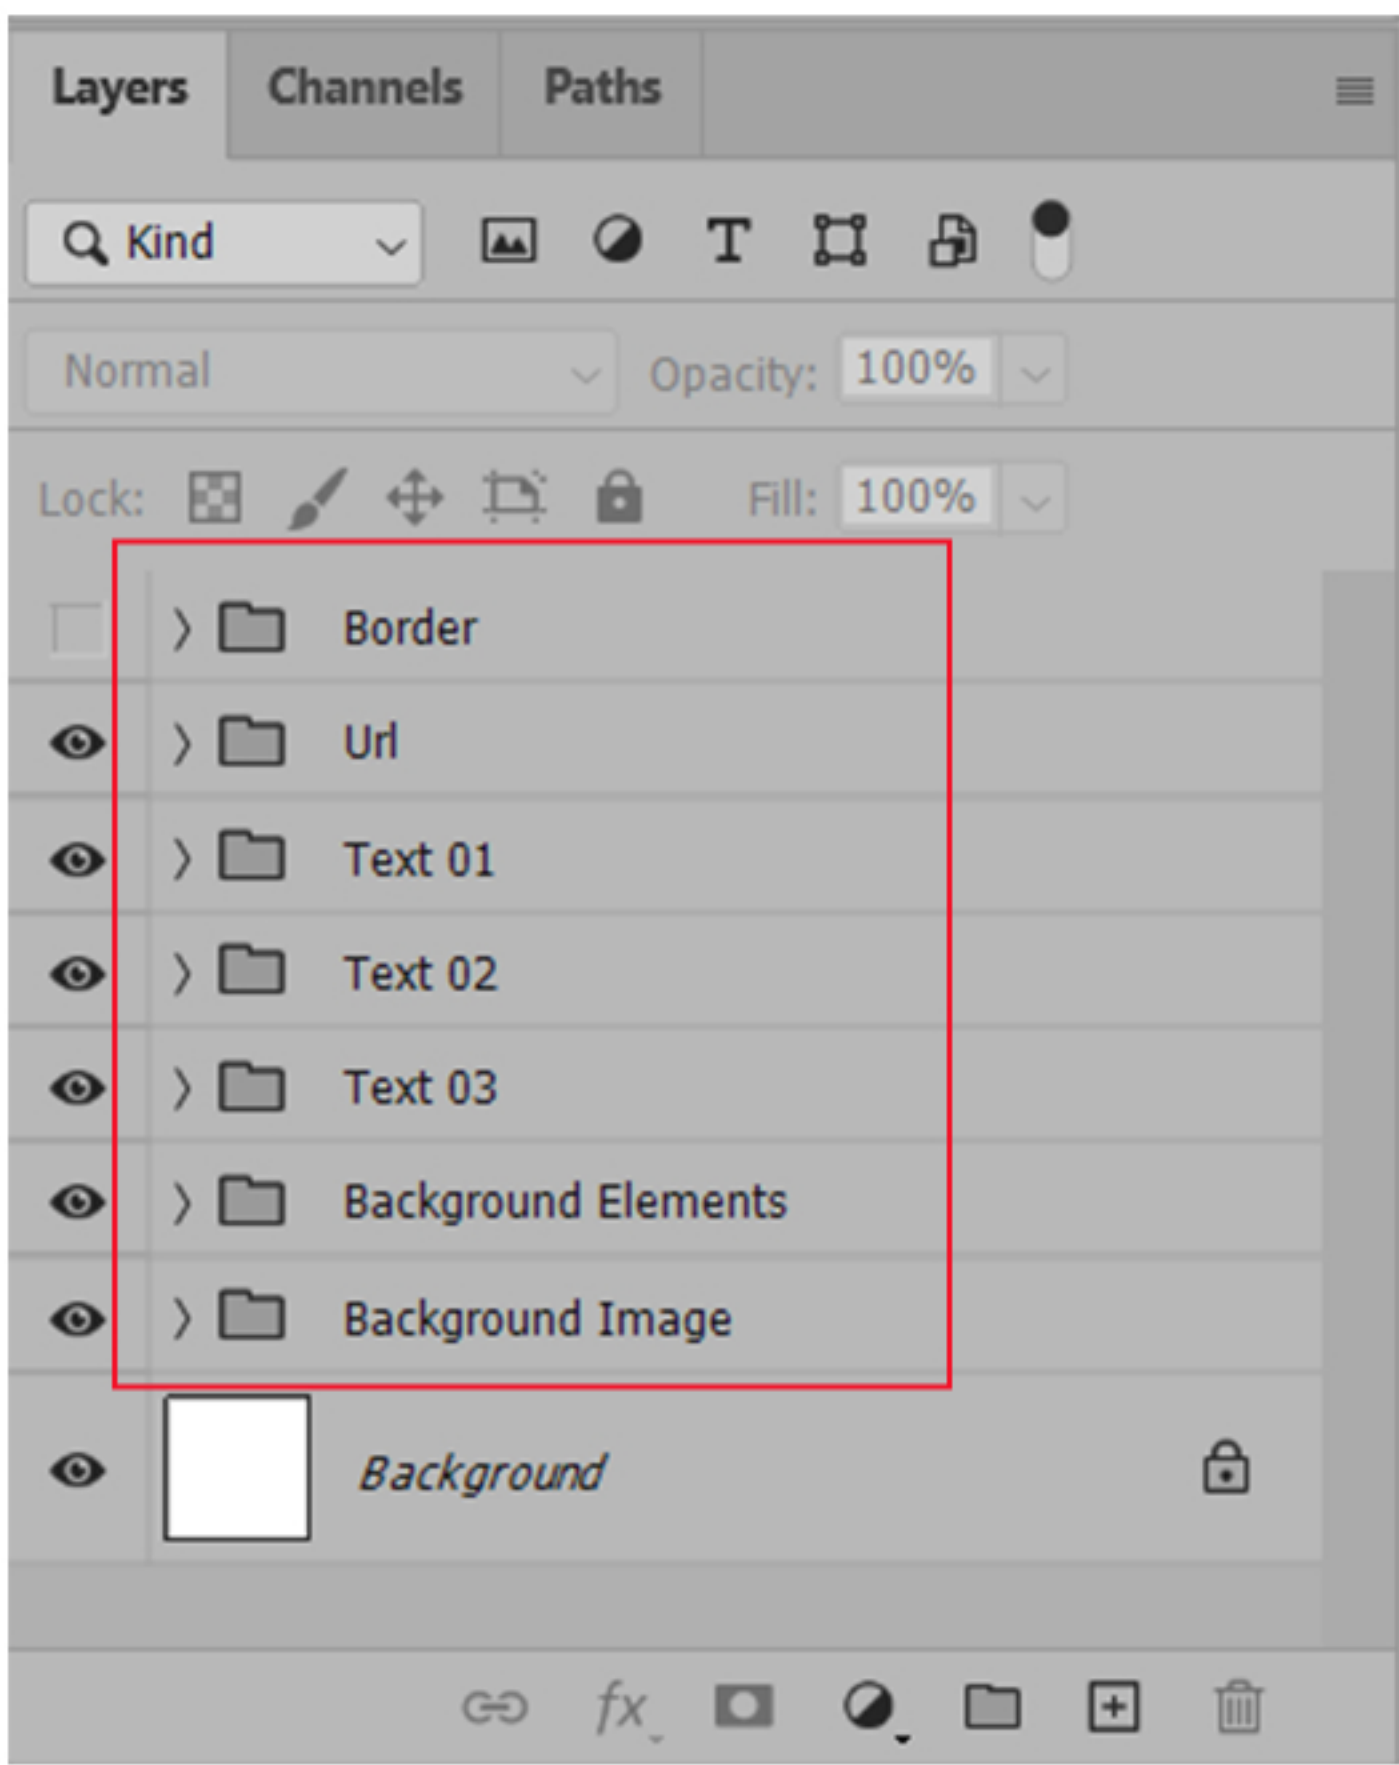 Layers Channels Paths
Kind T
Normal Opacity: 100%
Lock: Fill: 100%
Border
Url
Text 01
Text 02
Text 03
Background Elements
Background Image
Background
fx